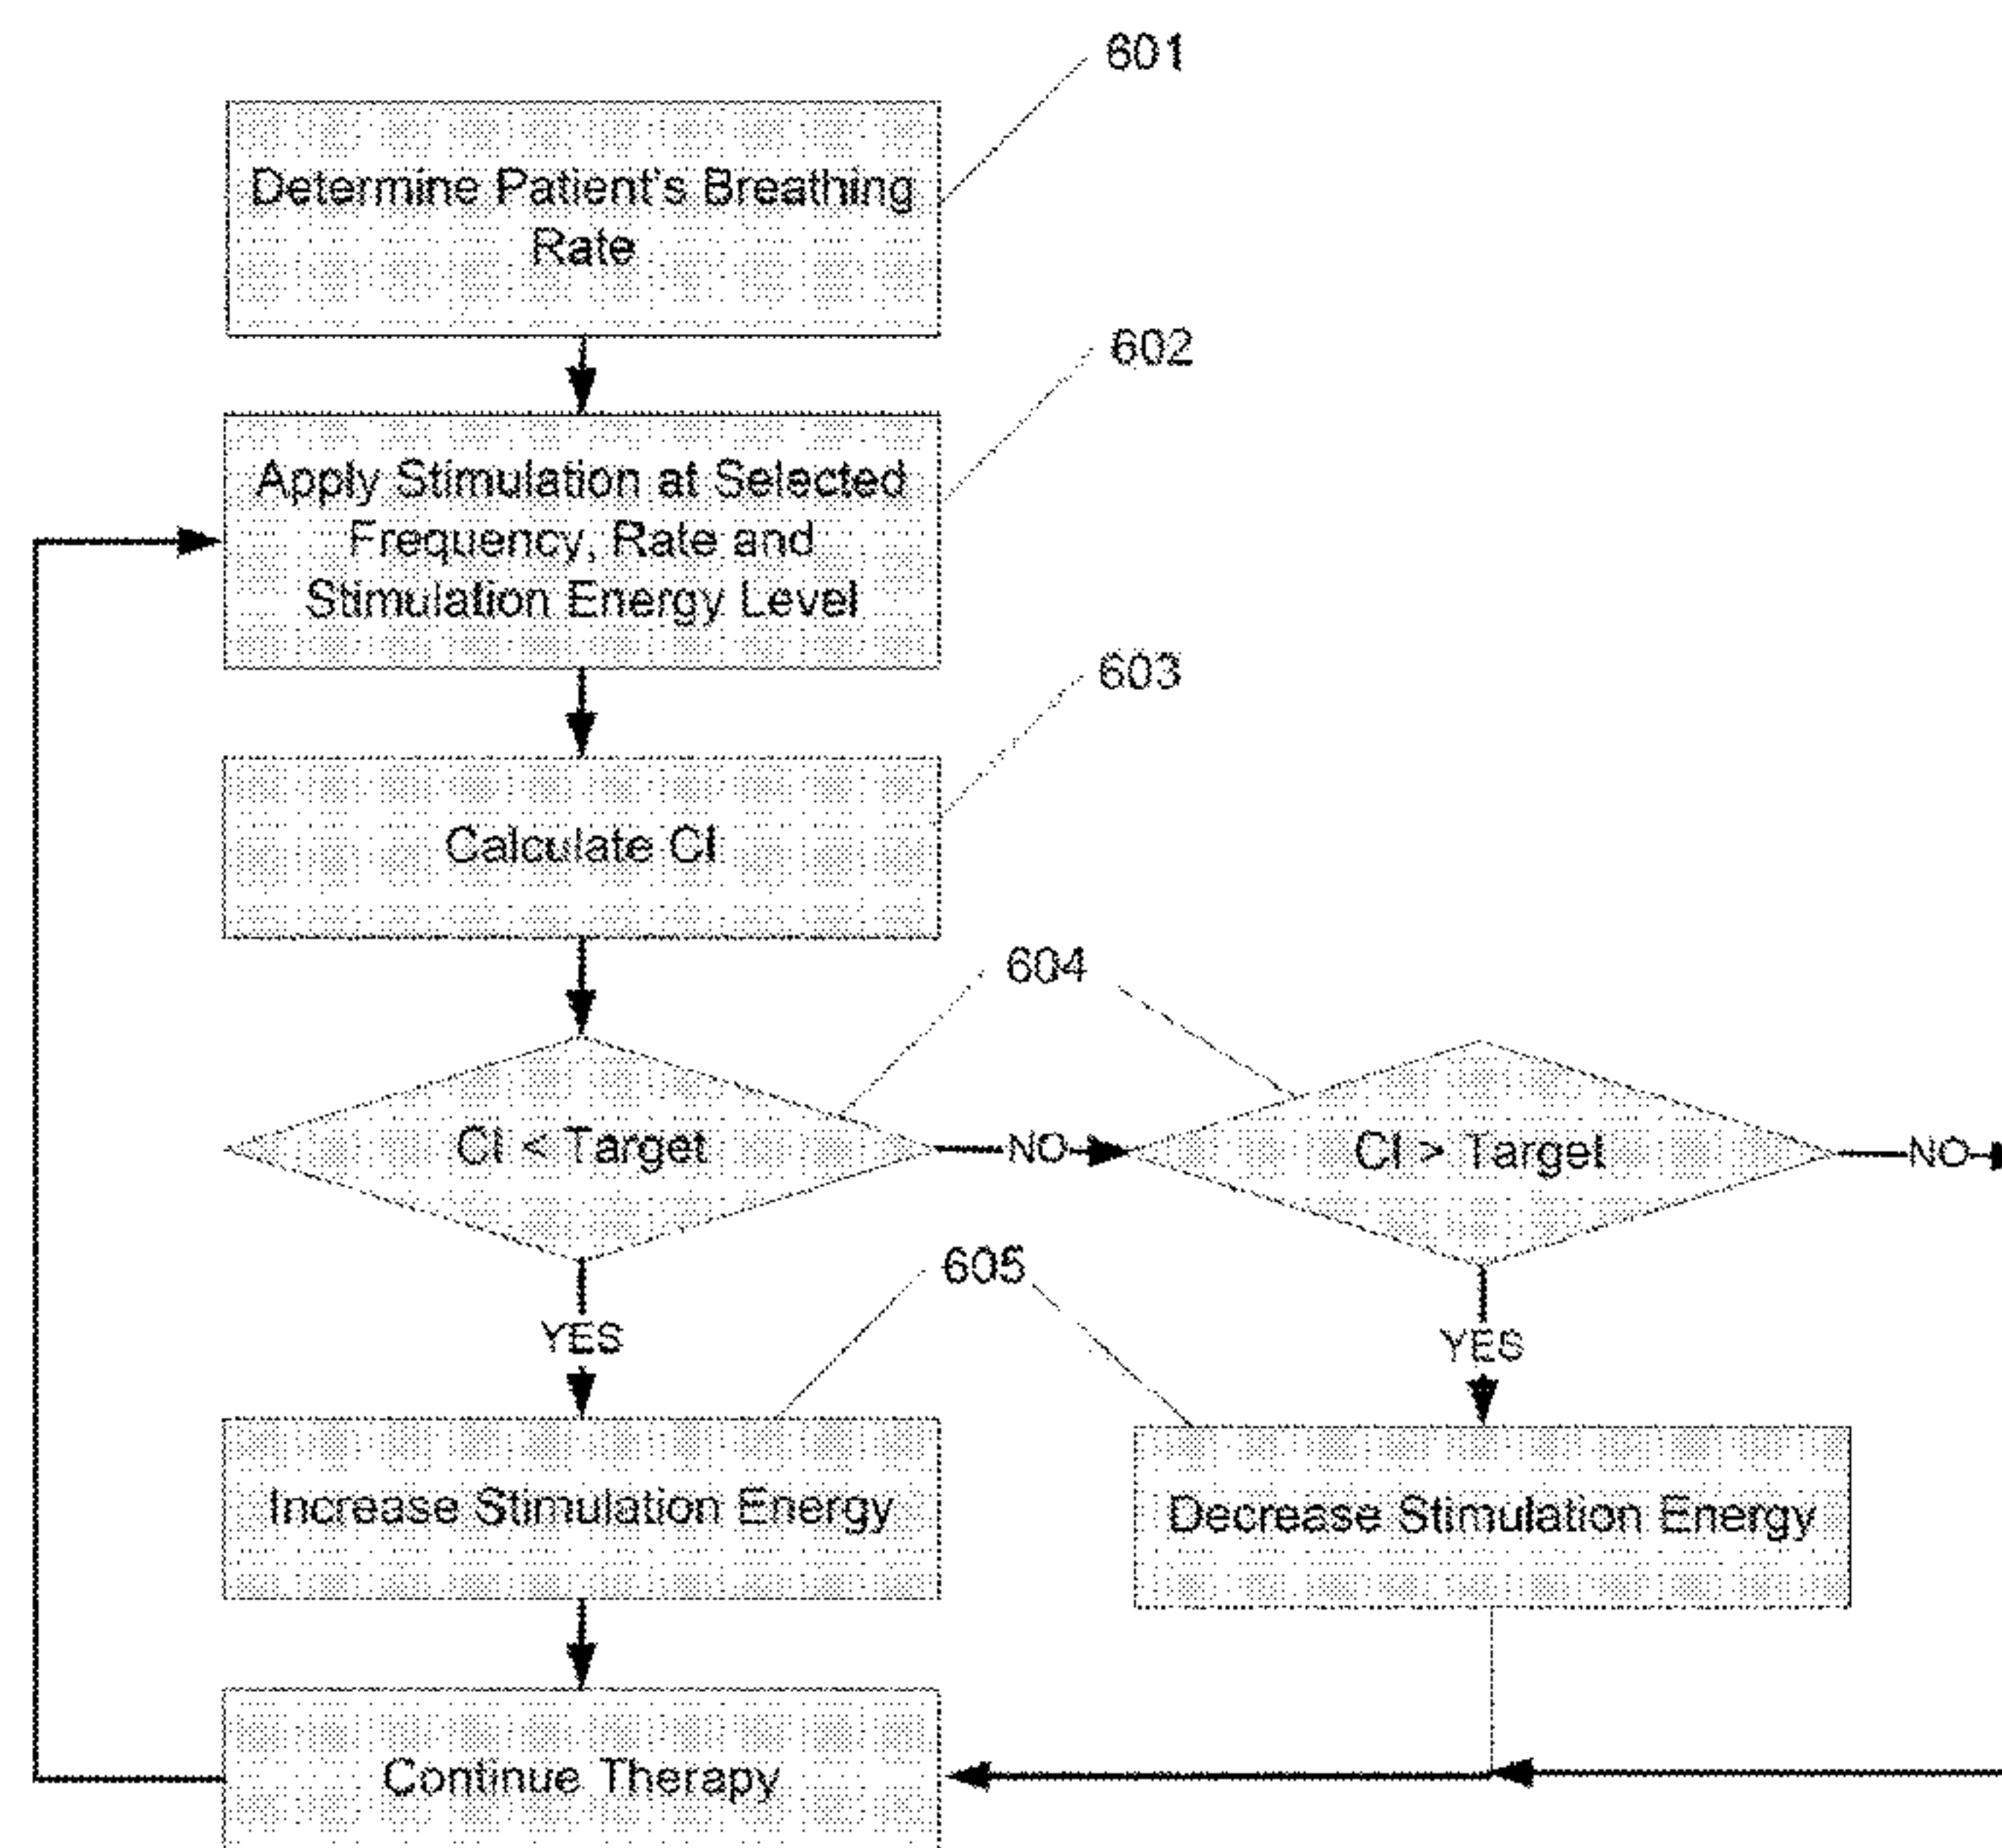 601
Determine Patient's Breathing
Rate
602
Apply Stimulation at Selected
Frequency, Rate and
Stimulation Energy Level
603
Calculate CI
604
CI < Target
NO
CI > Target
NO
605
YES
YES
Increase Stimulation Energy
Decrease Stimulation Energy
Continue Therapy